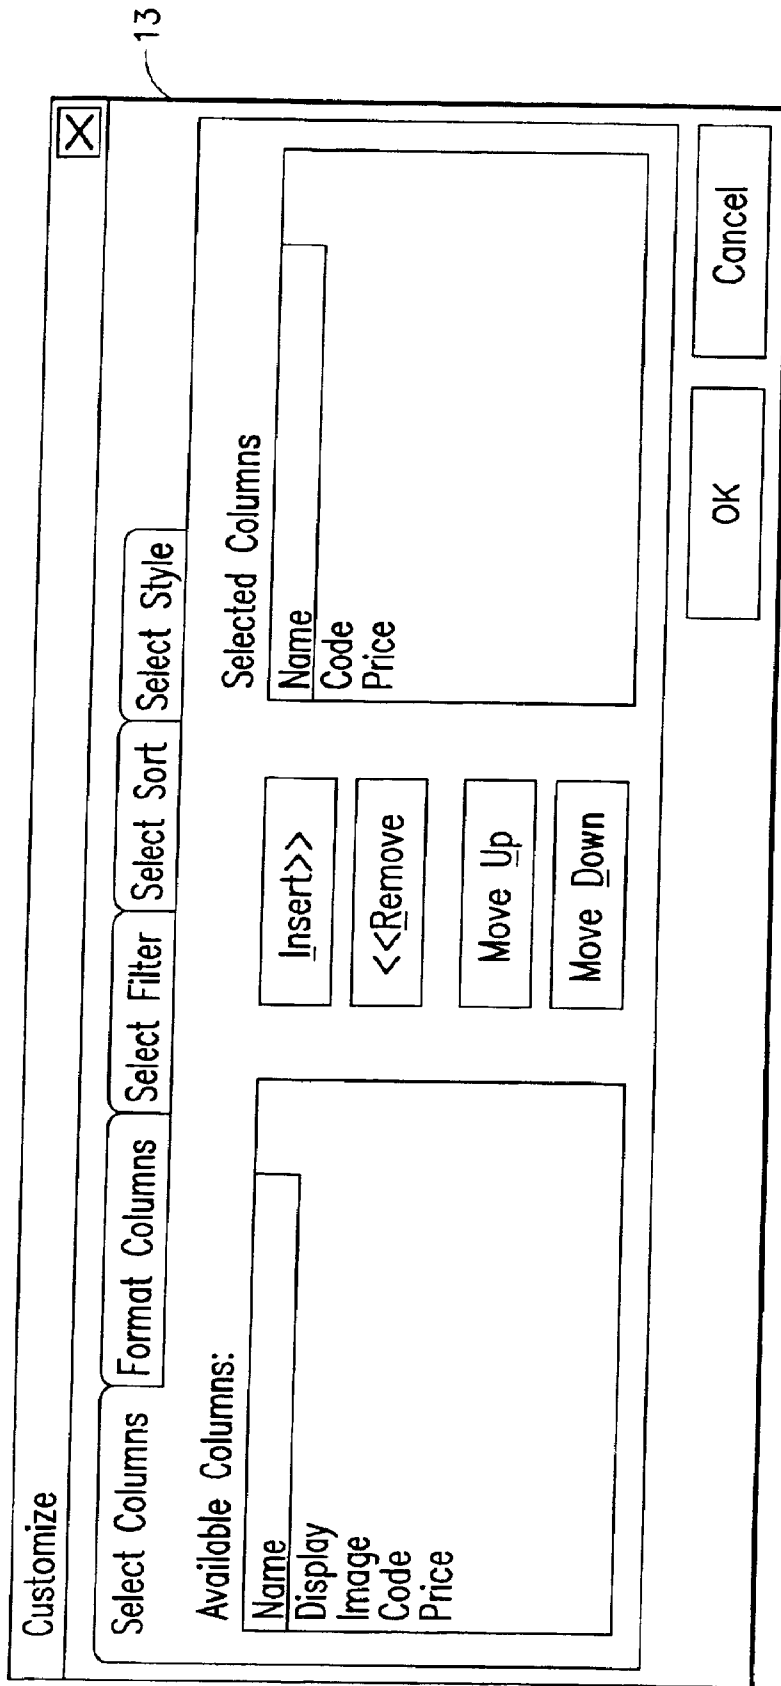 13
Customize
Select Columns Format Columns Select Filter Select Sort Select Style
Available Columns:
Name
Display
Image
Code
Price
Insert>>
<<Remove
Move Up
Move Down
Selected Columns
Name
Code
Price
OK
Cancel